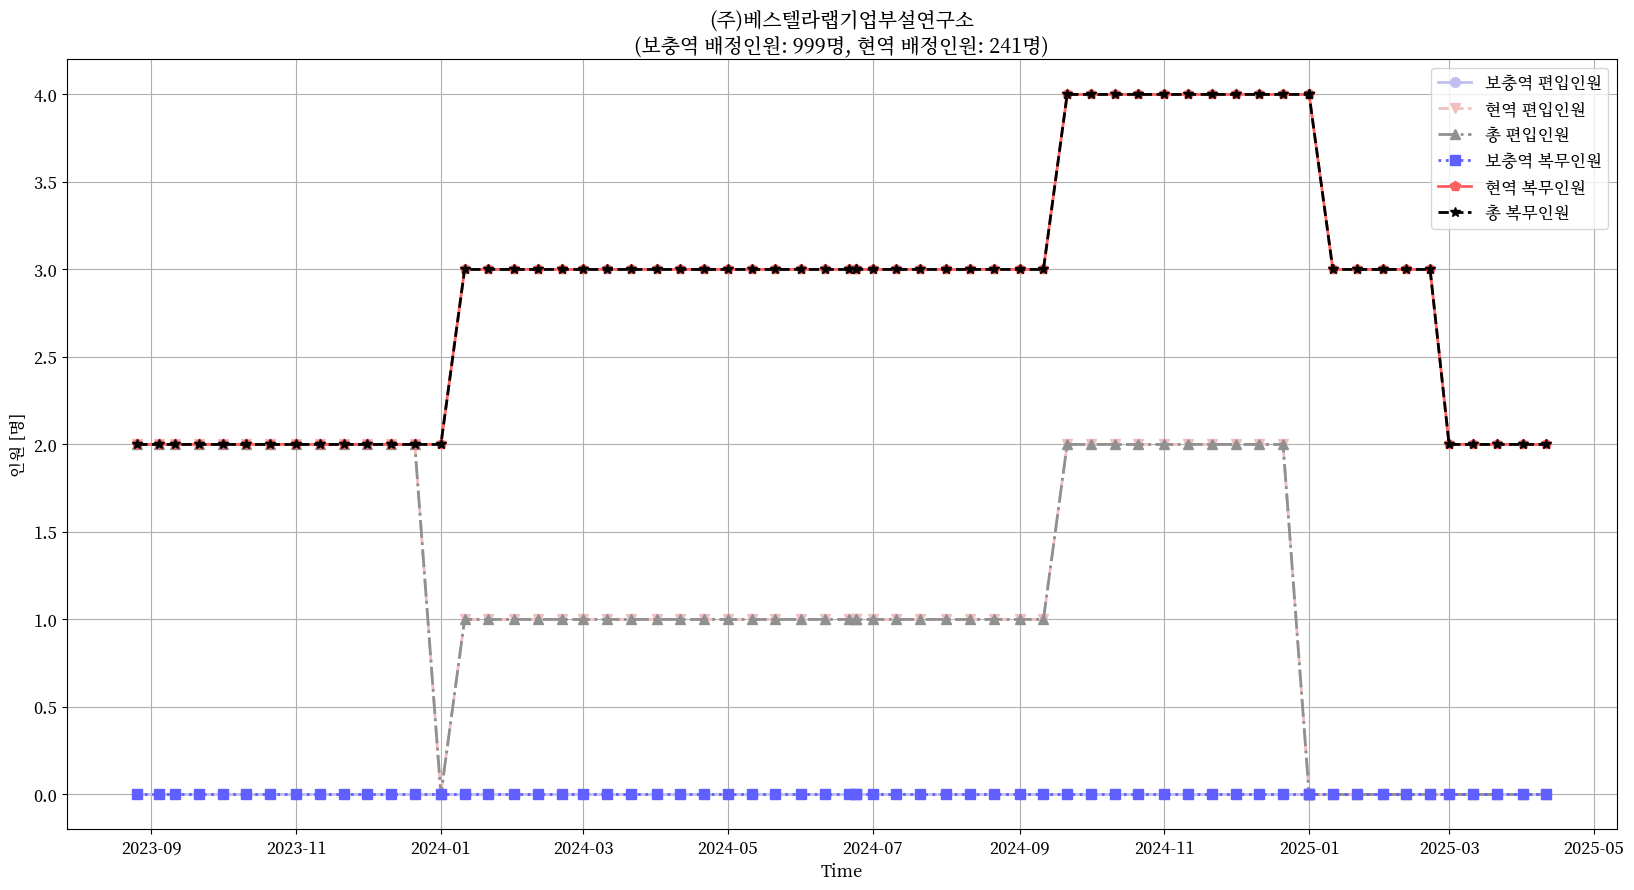 (주)베스텔라랩기업부설연구소
(보충역 배정인원: 999명, 현역 배정인원: 241명)
보충역 편입인원
현역 편입인원
총 편입인원
보충역 복무인원
현역 복무인원
총 복무인원
인원 [명]
4.0
3.5
3.0
2.5
2.0
1.5
1.0
0.5
0.0
2023-09 2023-11 2024-01 2024-03 2024-05 2024-07 2024-09 2024-11 2025-01 2025-03 2025-05
Time